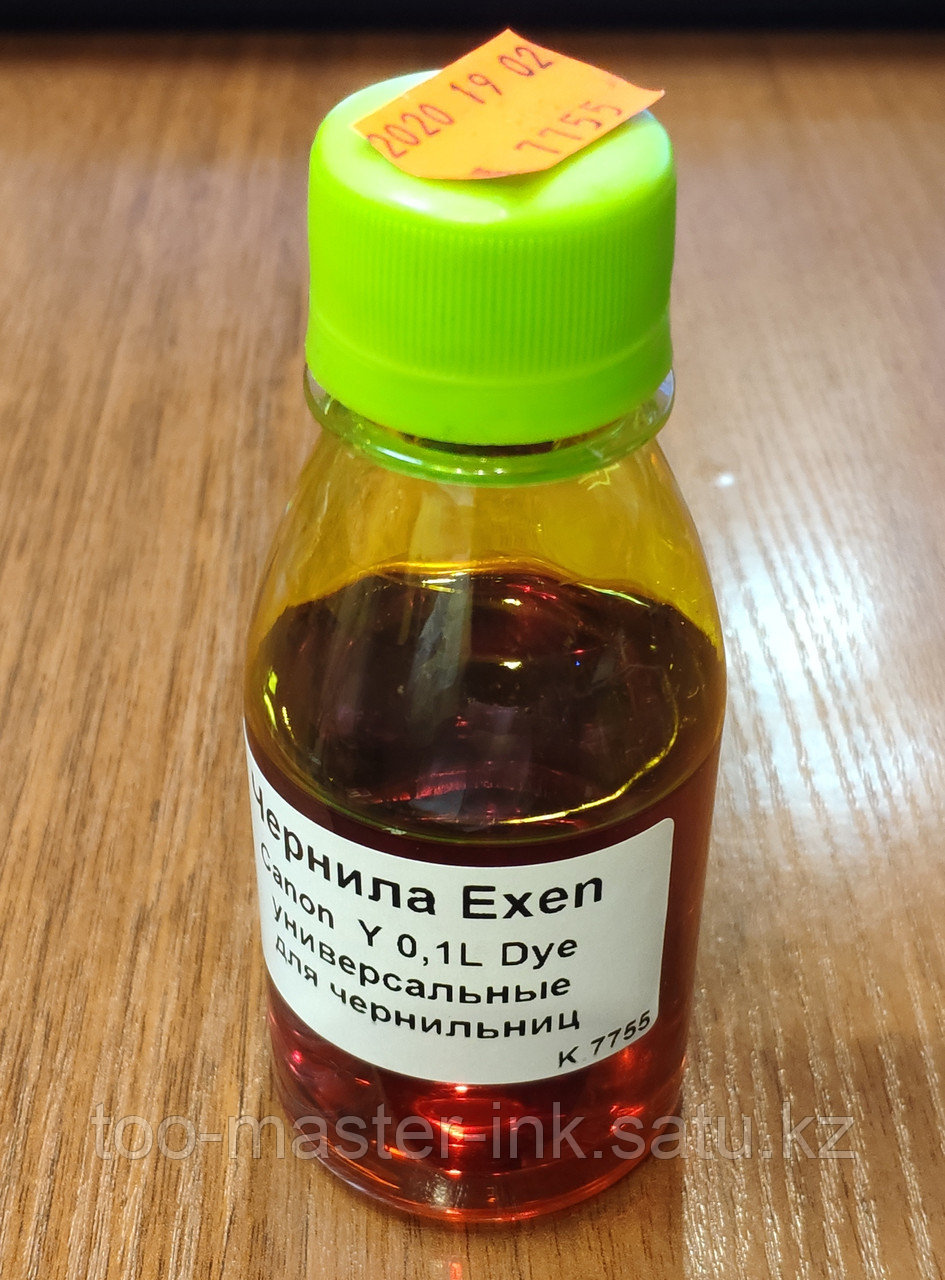 2020 19 02
7755
Чернила Exen
Canon Y 0,1L Dye
универсальные
для чернильниц
К 7755
too-master-ink.satu.kz